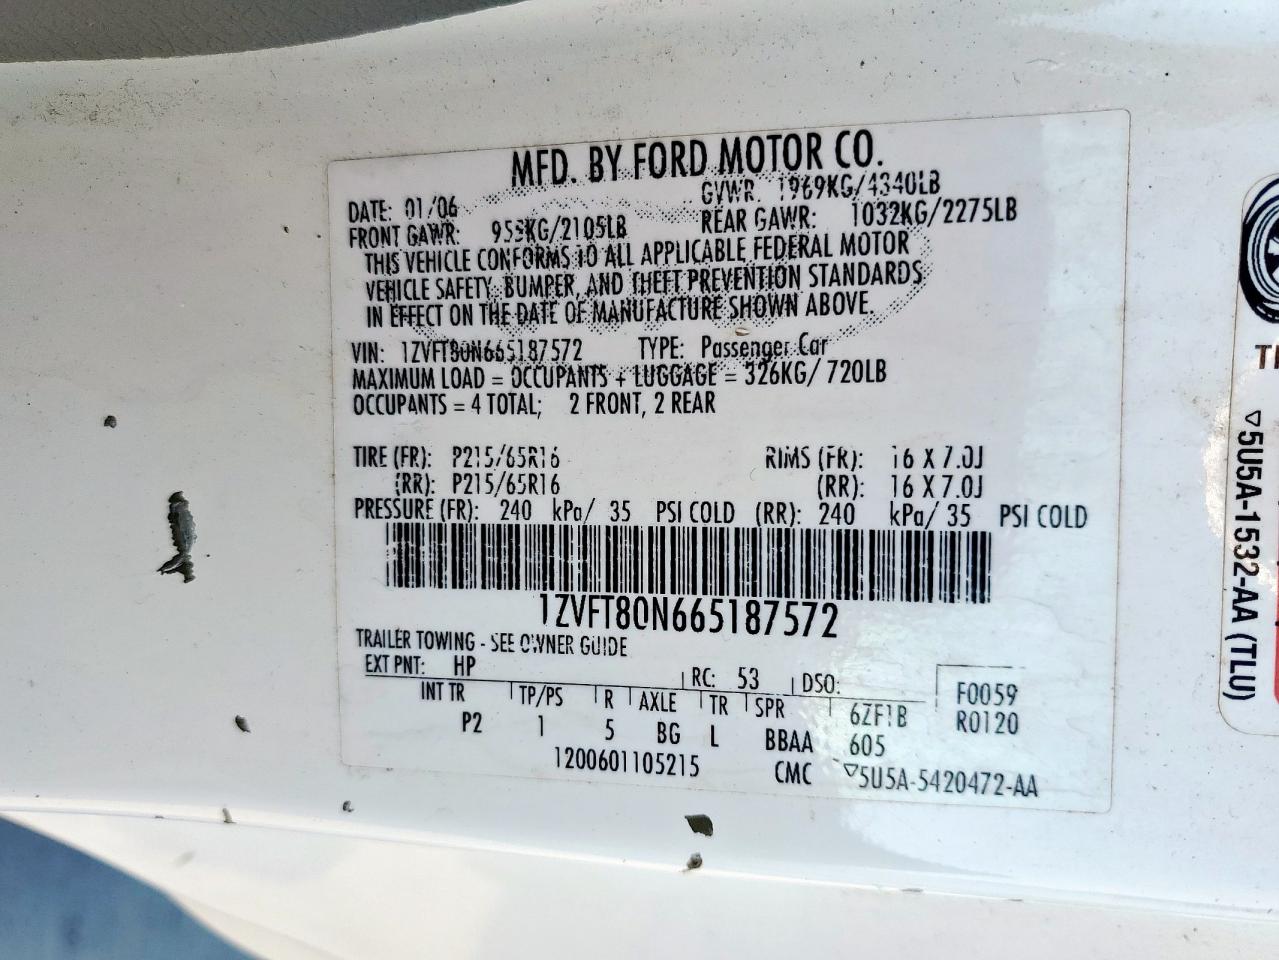 MFD. BY FORD MOTOR CO.
DATE: 01/06 GVWR: 1969KG/4340LB
FRONT GAWR: 955KG/2105LB REAR GAWR: 1032KG/2275LB
THIS VEHICLE CONFORMS TO ALL APPLICABLE FEDERAL MOTOR
VEHICLE SAFETY, BUMPER, AND THEFT PREVENTION STANDARDS
IN EFFECT ON THE DATE OF MANUFACTURE SHOWN ABOVE.
VIN: 1ZVFT80N665187572 TYPE: Passenger Car
MAXIMUM LOAD = OCCUPANTS + LUGGAGE = 326KG/ 720LB
OCCUPANTS = 4 TOTAL; 2 FRONT, 2 REAR
TIRE (FR): P215/65R16 RIMS (FR): 16 X 7.0J
(RR): P215/65R16 (RR): 16 X 7.0J
PRESSURE (FR): 240 kPa/ 35 PSI COLD (RR): 240 kPa/ 35 PSI COLD
1ZVFT80N665187572
TRAILER TOWING - SEE OWNER GUIDE
EXT PNT: HP RC: 53 DSO:
INT TR TP/PS R AXLE TR SPR 6ZF1B F0059
P2 1 5 BG L BBAA 605 R0120
1200601105215 CMC ▽5U5A-5420472-AA
▽5U5A-1532-AA (TLU)